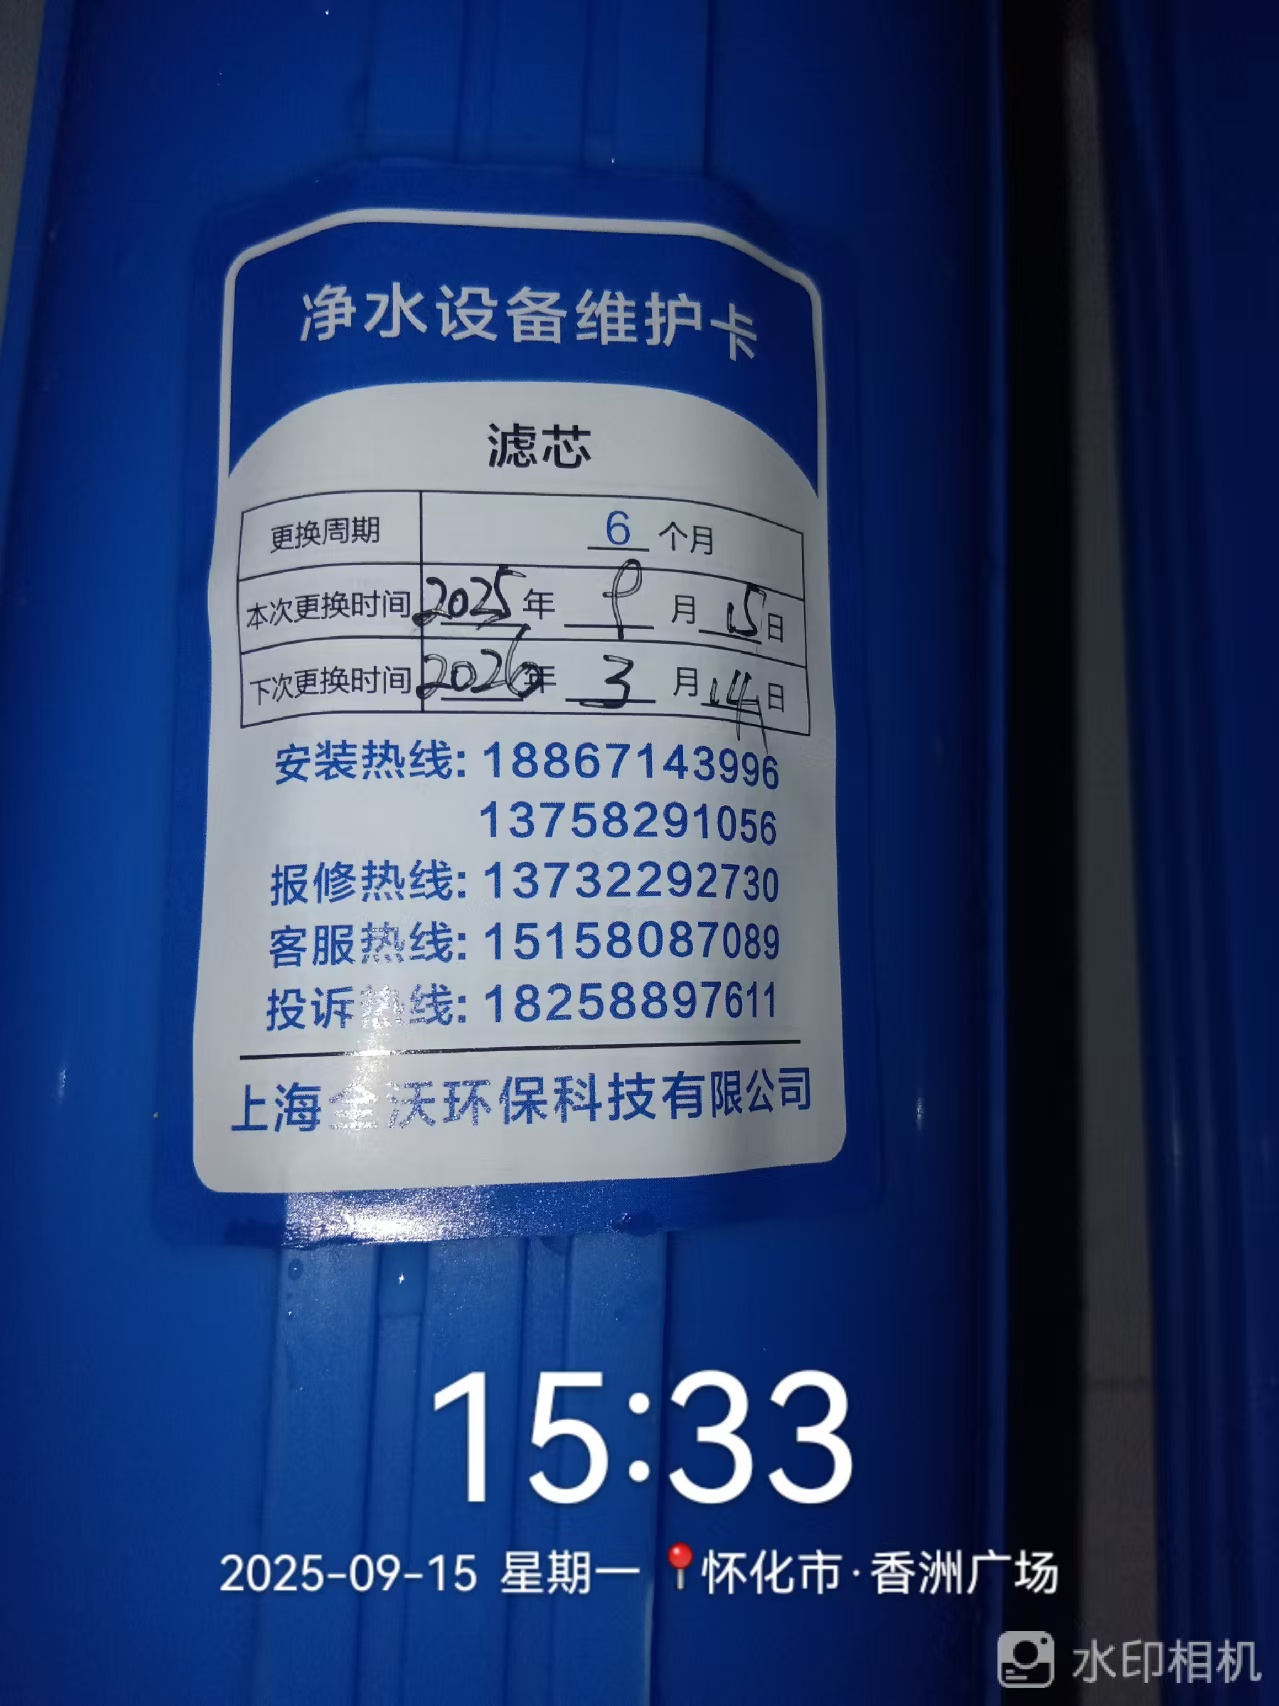 净水设备维护卡
滤芯
更换周期 6 个月
本次更换时间 2025 年 9 月 15 日
下次更换时间 2026 年 3 月 14 日
安装热线: 18867143996
13758291056
报修热线: 13732292730
客服热线: 15158087089
投诉热线: 18258897611
上海 沃环保科技有限公司
15:33
2025-09-15 星期一 怀化市·香洲广场
水印相机